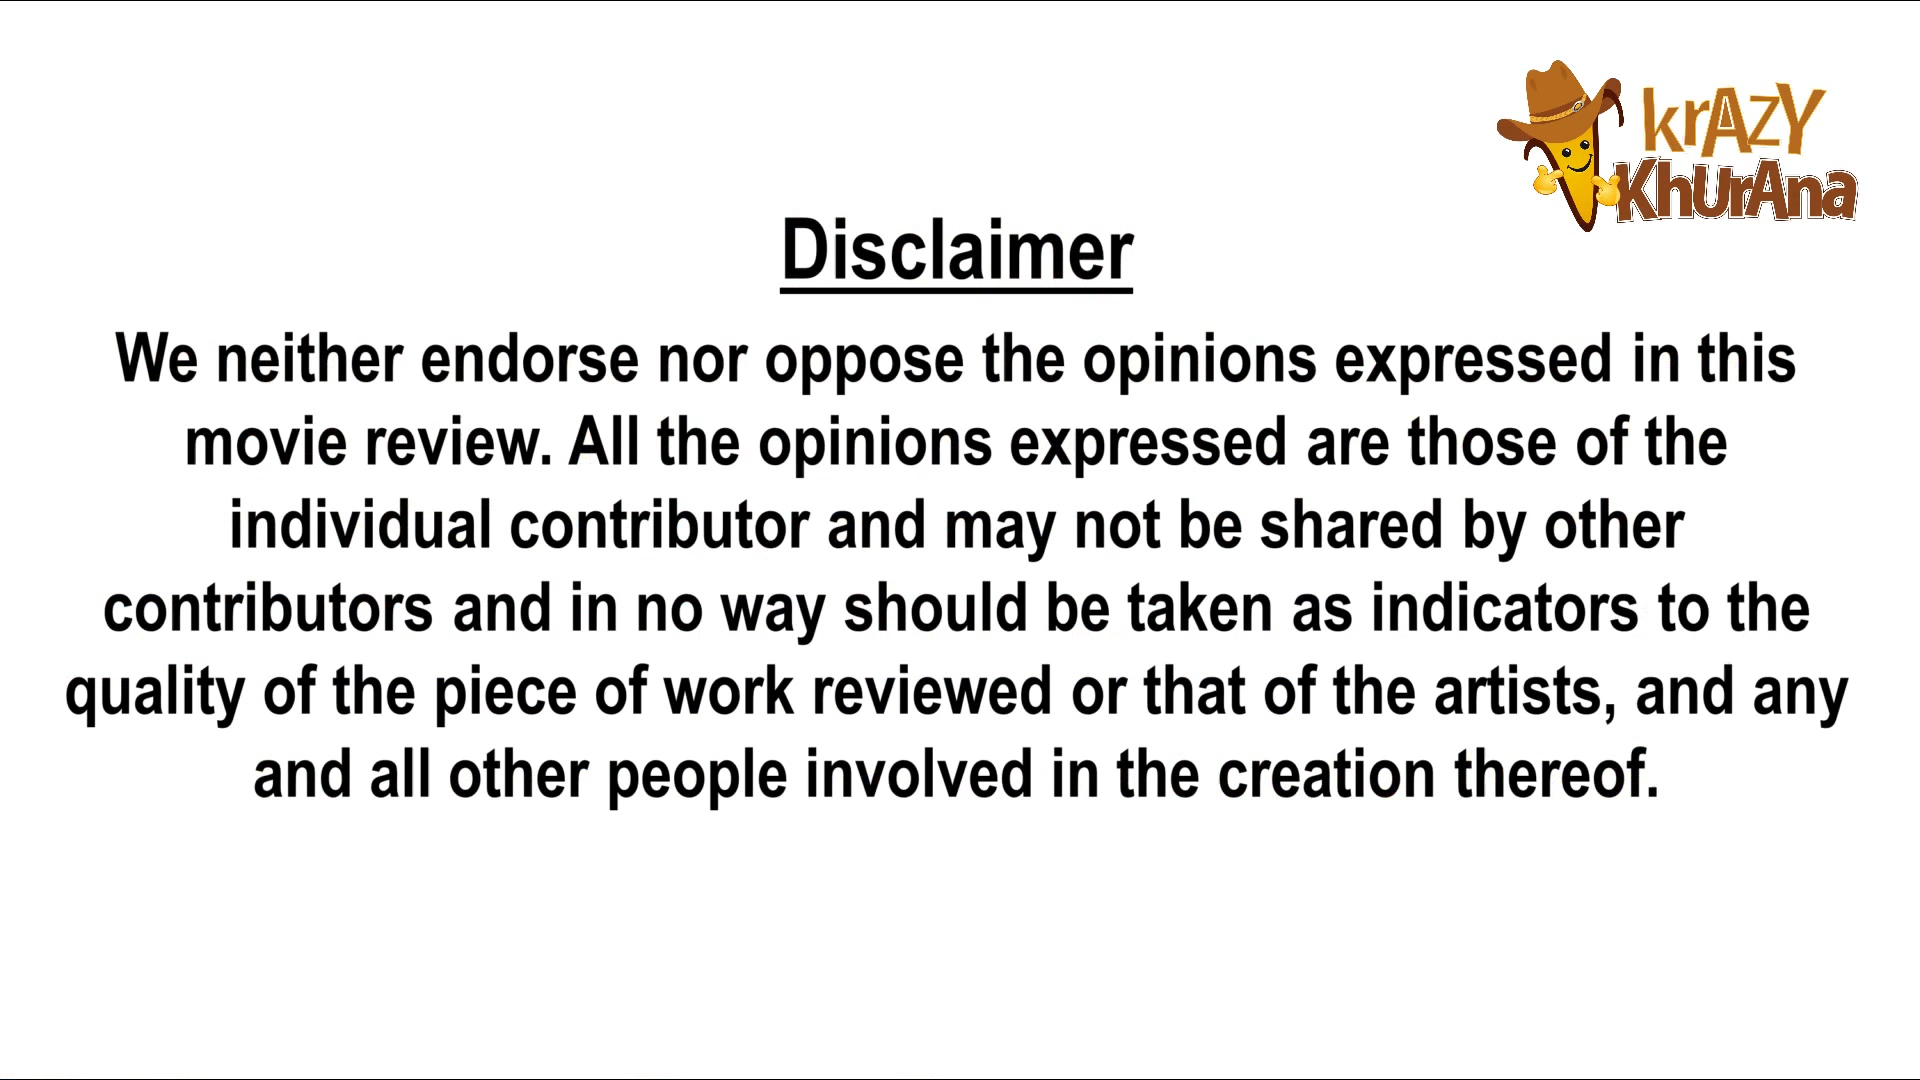 krAzY
KhUrAna
Disclaimer
We neither endorse nor oppose the opinions expressed in this
movie review. All the opinions expressed are those of the
individual contributor and may not be shared by other
contributors and in no way should be taken as indicators to the
quality of the piece of work reviewed or that of the artists, and any
and all other people involved in the creation thereof.